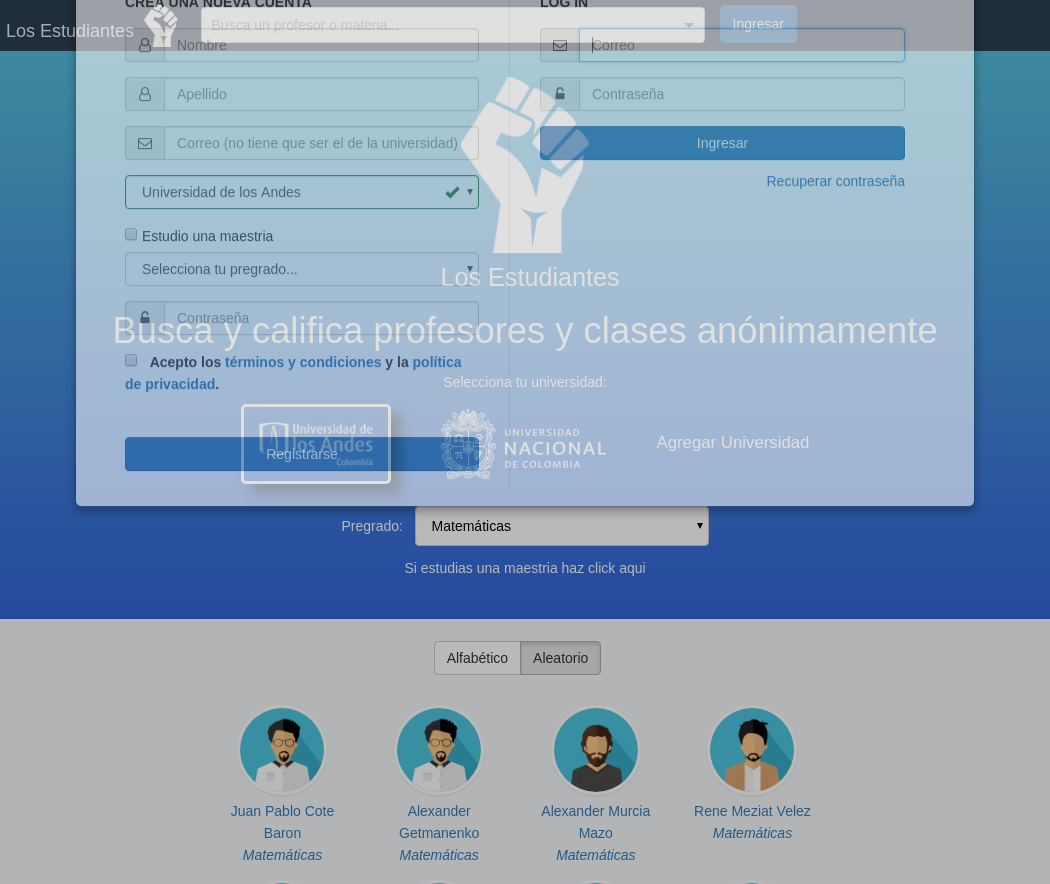 CREA UNA NUEVA CUENTA
LOG IN
Los Estudiantes
Busca un profesor o materia...
Ingresar
Nombre
Correo
Apellido
Contraseña
Correo (no tiene que ser el de la universidad)
Ingresar
Universidad de los Andes
Recuperar contraseña
Estudio una maestria
Selecciona tu pregrado...
Los Estudiantes
Contraseña
Busca y califica profesores y clases anónimamente
Acepto los términos y condiciones y la política
de privacidad.
Selecciona tu universidad:
Universidad de
los Andes
Colombia
Registrarse
UNIVERSIDAD
NACIONAL
DE COLOMBIA
Agregar Universidad
Pregrado:
Matemáticas
Si estudias una maestria haz click aqui
Alfabético
Aleatorio
Juan Pablo Cote
Baron
Matemáticas
Alexander
Getmanenko
Matemáticas
Alexander Murcia
Mazo
Matemáticas
Rene Meziat Velez
Matemáticas